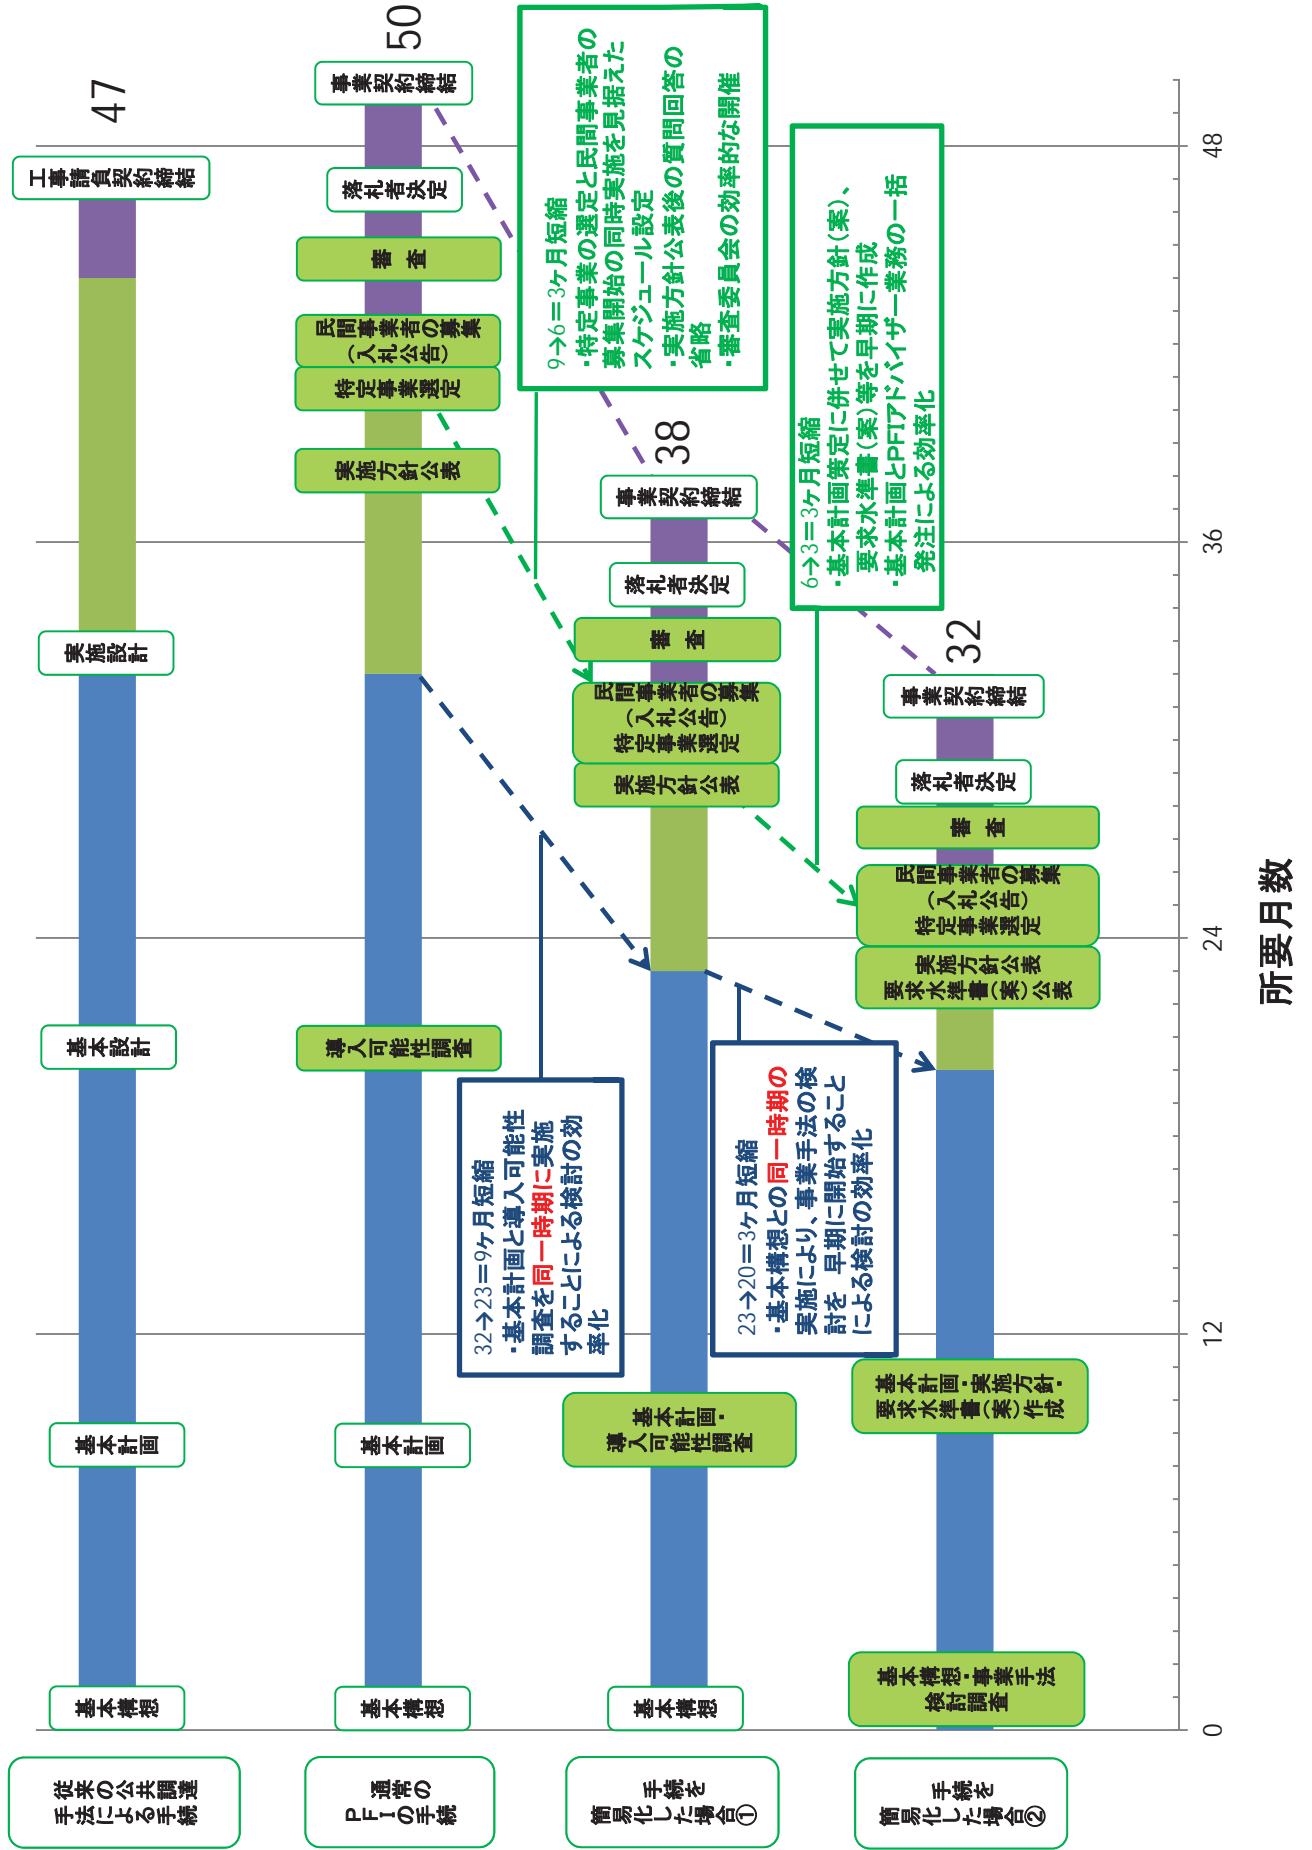 従来の公共調達
手法による手続
基本構想
基本計画
基本設計
実施設計
工事請負契約締結
47
通常の
PFIの手続
基本構想
基本計画
導入可能性調査
実施方針公表
特定事業選定
民間事業者の募集
（入札公告）
審　査
落札者決定
事業契約締結
50
32→23＝9ヶ月短縮
・基本計画と導入可能性
調査を同一時期に実施
することによる検討の効
率化
9→6＝3ヶ月短縮
・特定事業の選定と民間事業者の
募集開始の同時実施を見据えた
スケジュール設定
・実施方針公表後の質問回答の
省略
・審査委員会の効率的な開催
手続を
簡易化した場合①
基本構想
基本計画・
導入可能性調査
実施方針公表
民間事業者の募集
（入札公告）
特定事業選定
審　査
落札者決定
事業契約締結
38
23→20＝3ヶ月短縮
・基本構想との同一時期の
実施により、事業手法の検
討を 早期に開始すること
による検討の効率化
6→3＝3ヶ月短縮
・基本計画策定に併せて実施方針（案）、
要求水準書（案）等を早期に作成
・基本計画とPFIアドバイザー業務の一括
発注による効率化
手続を
簡易化した場合②
基本構想・事業手法
検討調査
基本計画・実施方針・
要求水準書（案）作成
実施方針公表
要求水準書（案）公表
民間事業者の募集
（入札公告）
特定事業選定
審　査
落札者決定
事業契約締結
32
0
12
24
36
48
所要月数